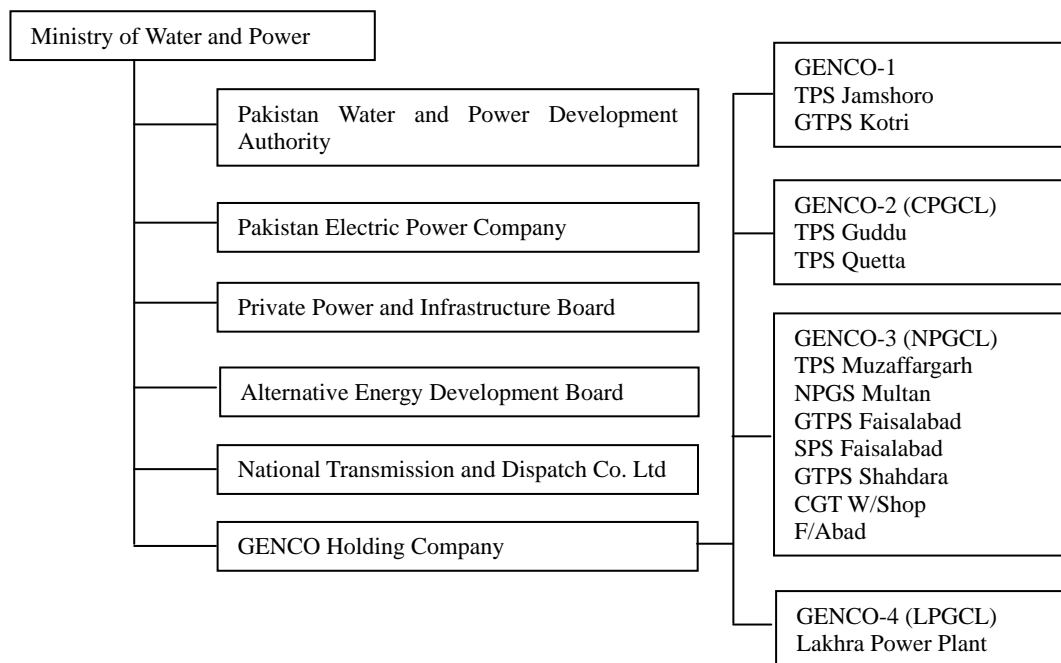 Ministry of Water and Power
Pakistan Water and Power Development
Authority
Pakistan Electric Power Company
Private Power and Infrastructure Board
Alternative Energy Development Board
National Transmission and Dispatch Co. Ltd
GENCO Holding Company
GENCO-1
TPS Jamshoro
GTPS Kotri
GENCO-2 (CPGCL)
TPS Guddu
TPS Quetta
GENCO-3 (NPGCL)
TPS Muzaffargarh
NPGS Multan
GTPS Faisalabad
SPS Faisalabad
GTPS Shahdara
CGT W/Shop
F/Abad
GENCO-4 (LPGCL)
Lakhra Power Plant